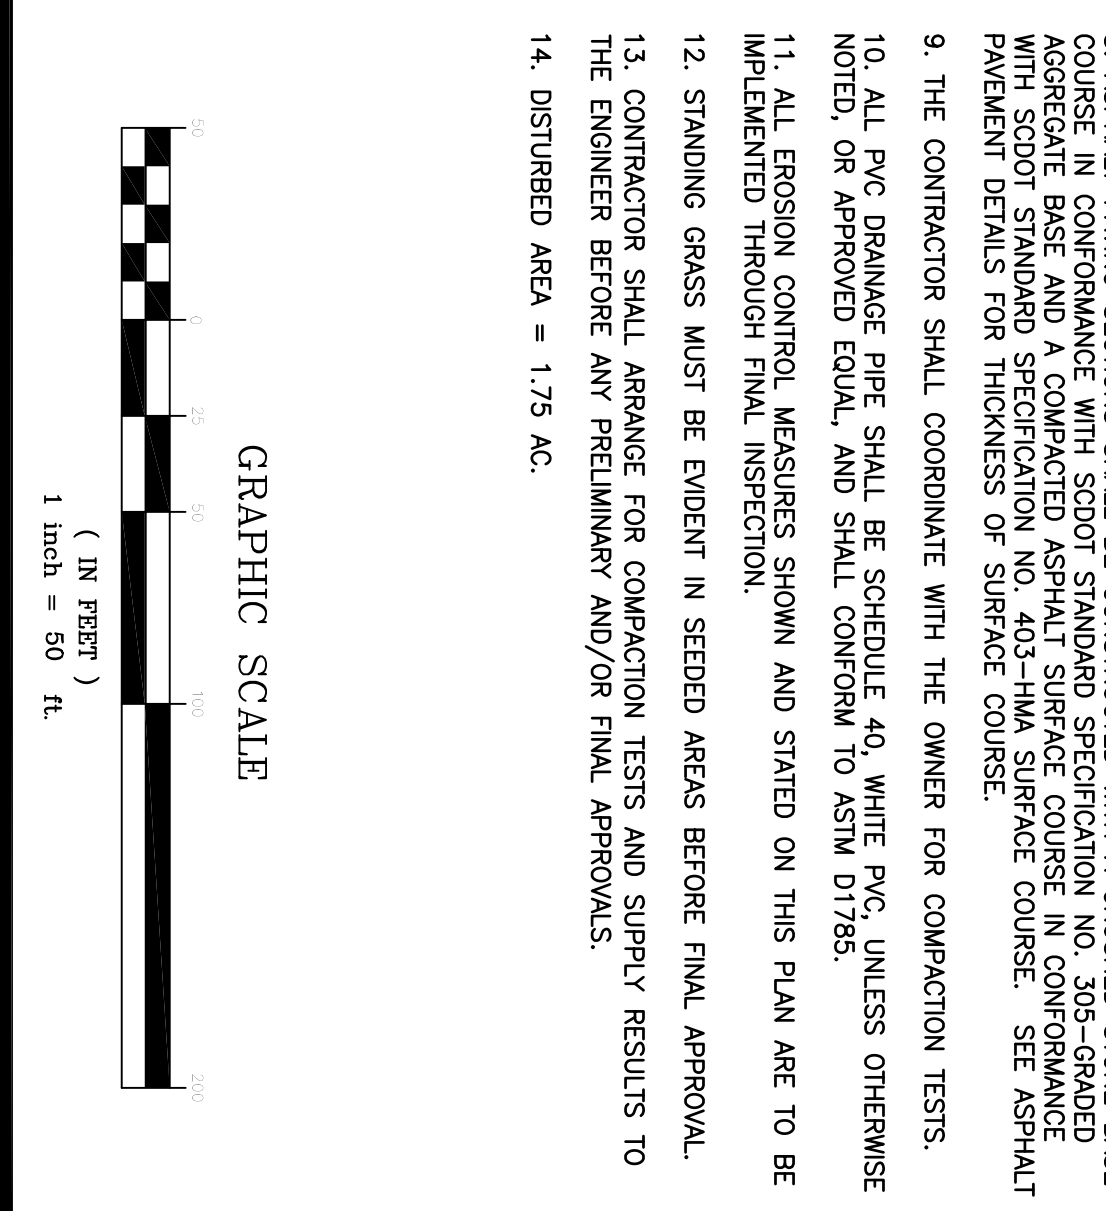 COURSE IN CONFORMANCE WITH SCDOT STANDARD SPECIFICATION NO. 305-GRADED
AGGREGATE BASE AND A COMPACTED ASPHALT SURFACE COURSE IN CONFORMANCE
WITH SCDOT STANDARD SPECIFICATION NO. 403-HMA SURFACE COURSE. SEE ASPHALT
PAVEMENT DETAILS FOR THICKNESS OF SURFACE COURSE.
9. THE CONTRACTOR SHALL COORDINATE WITH THE OWNER FOR COMPACTION TESTS.
10. ALL PVC DRAINAGE PIPE SHALL BE SCHEDULE 40, WHITE PVC, UNLESS OTHERWISE
NOTED, OR APPROVED EQUAL, AND SHALL CONFORM TO ASTM D1785.
11. ALL EROSION CONTROL MEASURES SHOWN AND STATED ON THIS PLAN ARE TO BE
IMPLEMENTED THROUGH FINAL INSPECTION.
12. STANDING GRASS MUST BE EVIDENT IN SEEDED AREAS BEFORE FINAL APPROVAL.
13. CONTRACTOR SHALL ARRANGE FOR COMPACTION TESTS AND SUPPLY RESULTS TO
THE ENGINEER BEFORE ANY PRELIMINARY AND/OR FINAL APPROVALS.
14. DISTURBED AREA = 1.75 AC.
GRAPHIC SCALE
50 0 25 50 100 200
( IN FEET )
1 inch = 50 ft.